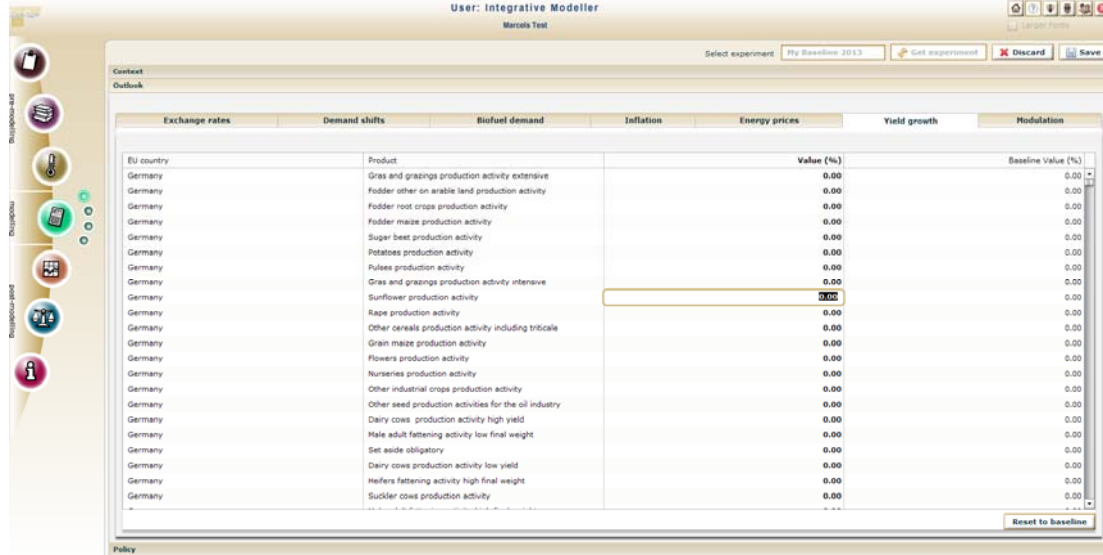 User: Integrative Modeller
Marcels Test
Larger Fonts
Select experiment My Baseline 2013 Get experiment Discard Save
Context
Outlook
pre-modelling
modelling
post-modelling
Exchange rates Demand shifts Biofuel demand Inflation Energy prices Yield growth Modulation
EU country Product Value (%) Baseline Value (%)
Germany Gras and grazings production activity extensive 0.00 0.00
Germany Fodder other on arable land production activity 0.00 0.00
Germany Fodder root crops production activity 0.00 0.00
Germany Fodder maize production activity 0.00 0.00
Germany Sugar beet production activity 0.00 0.00
Germany Potatoes production activity 0.00 0.00
Germany Pulses production activity 0.00 0.00
Germany Gras and grazings production activity intensive 0.00 0.00
Germany Sunflower production activity 0.00 0.00
Germany Rape production activity 0.00 0.00
Germany Other cereals production activity including triticale 0.00 0.00
Germany Grain maize production activity 0.00 0.00
Germany Flowers production activity 0.00 0.00
Germany Nurseries production activity 0.00 0.00
Germany Other industrial crops production activity 0.00 0.00
Germany Other seed production activities for the oil industry 0.00 0.00
Germany Dairy cows production activity high yield 0.00 0.00
Germany Male adult fattening activity low final weight 0.00 0.00
Germany Set aside obligatory 0.00 0.00
Germany Dairy cows production activity low yield 0.00 0.00
Germany Heifers fattening activity high final weight 0.00 0.00
Germany Suckler cows production activity 0.00 0.00
Reset to baseline
Policy